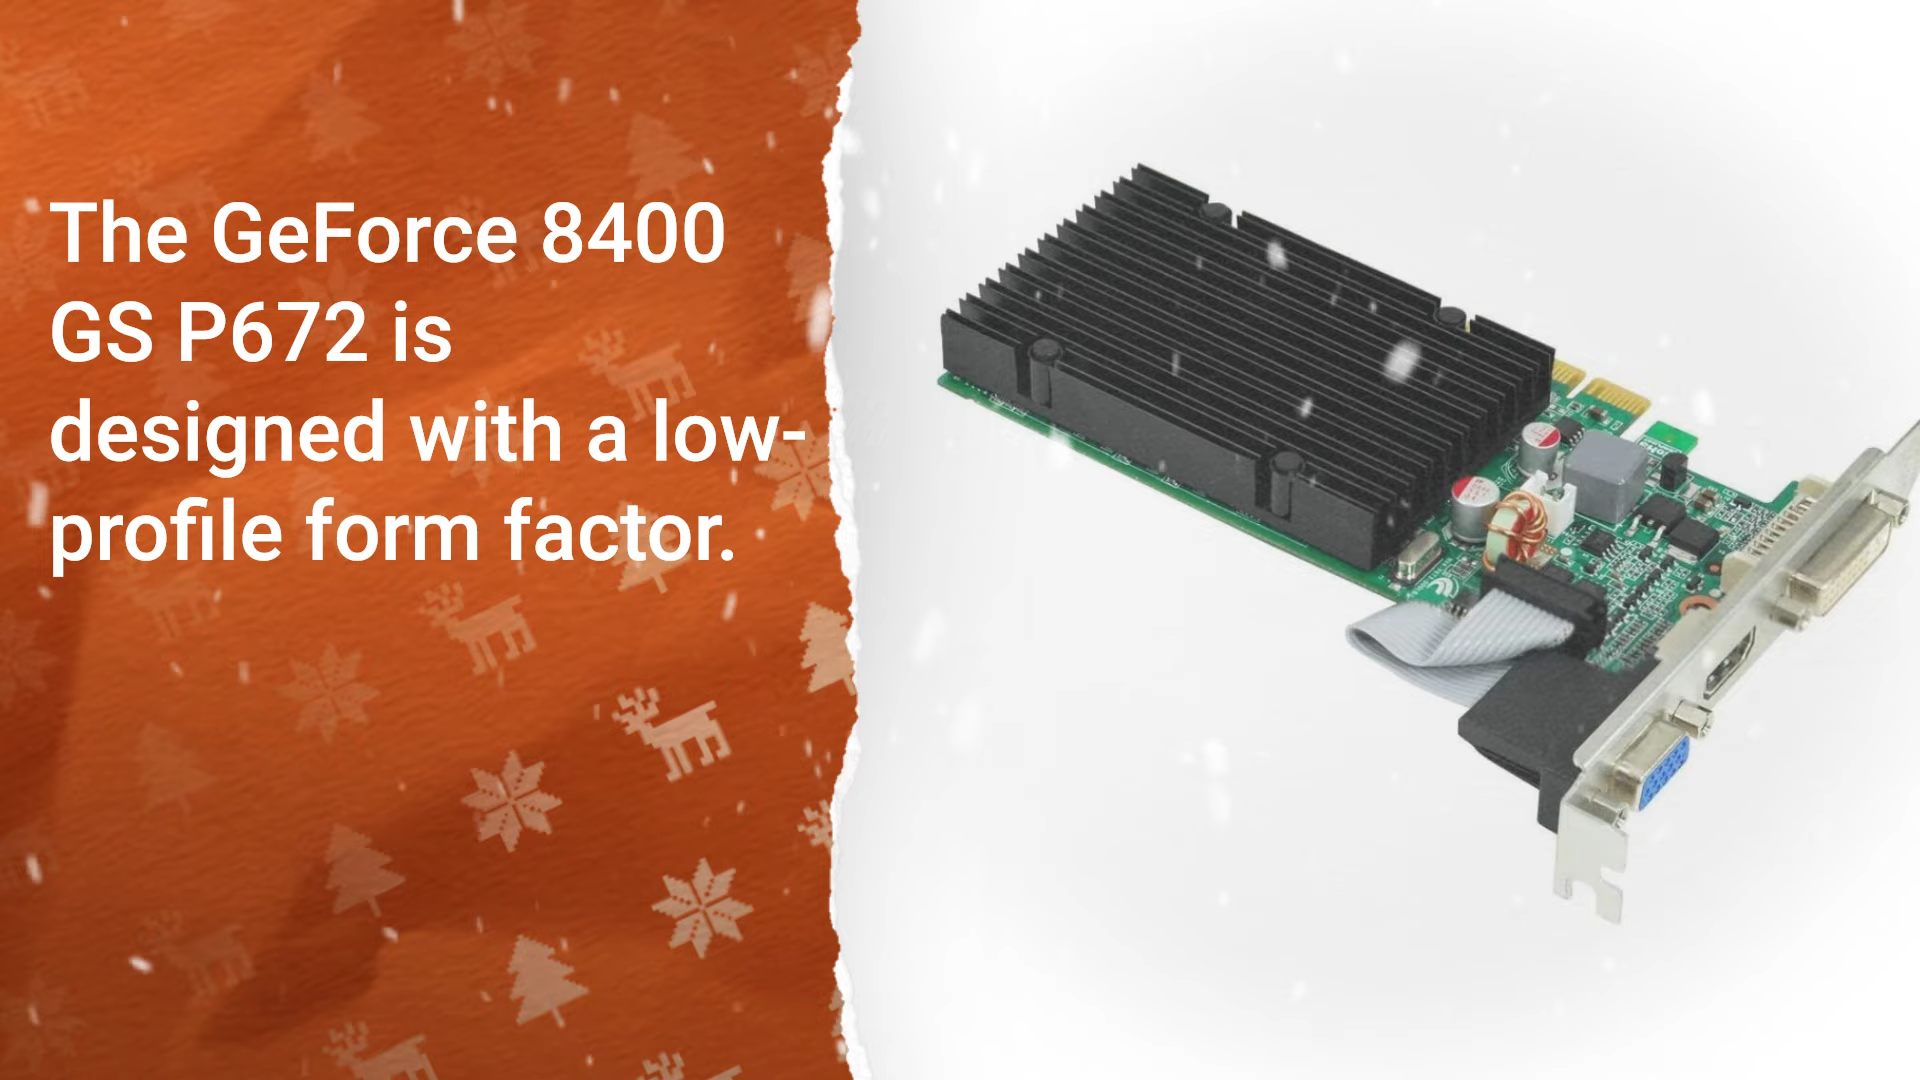 The GeForce 8400
GS P672 is
designed with a low-
profile form factor.